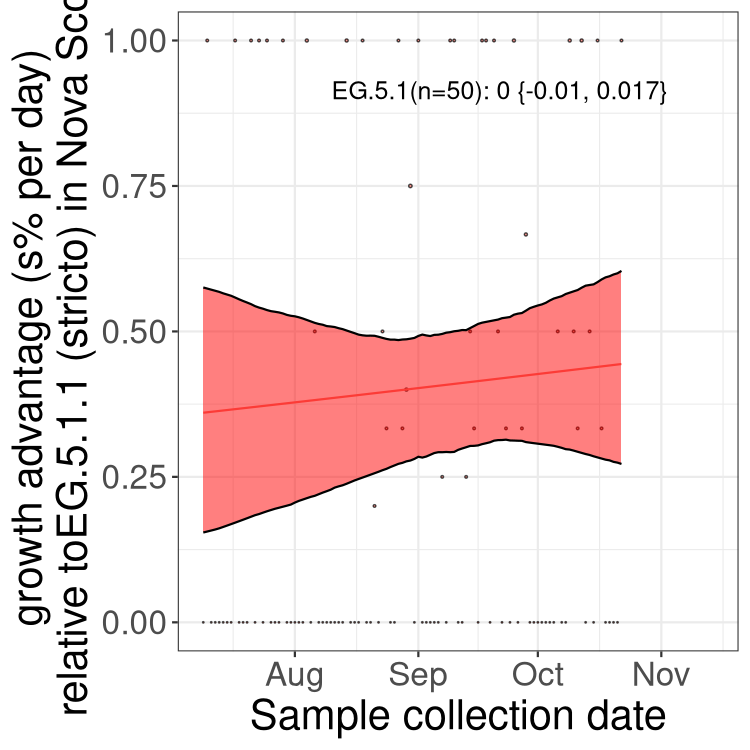 growth advantage (s% per day)
relative toEG.5.1.1 (stricto) in Nova Sco
1.00
0.75
0.50
0.25
0.00
EG.5.1(n=50): 0 {-0.01, 0.017}
Aug Sep Oct Nov
Sample collection date